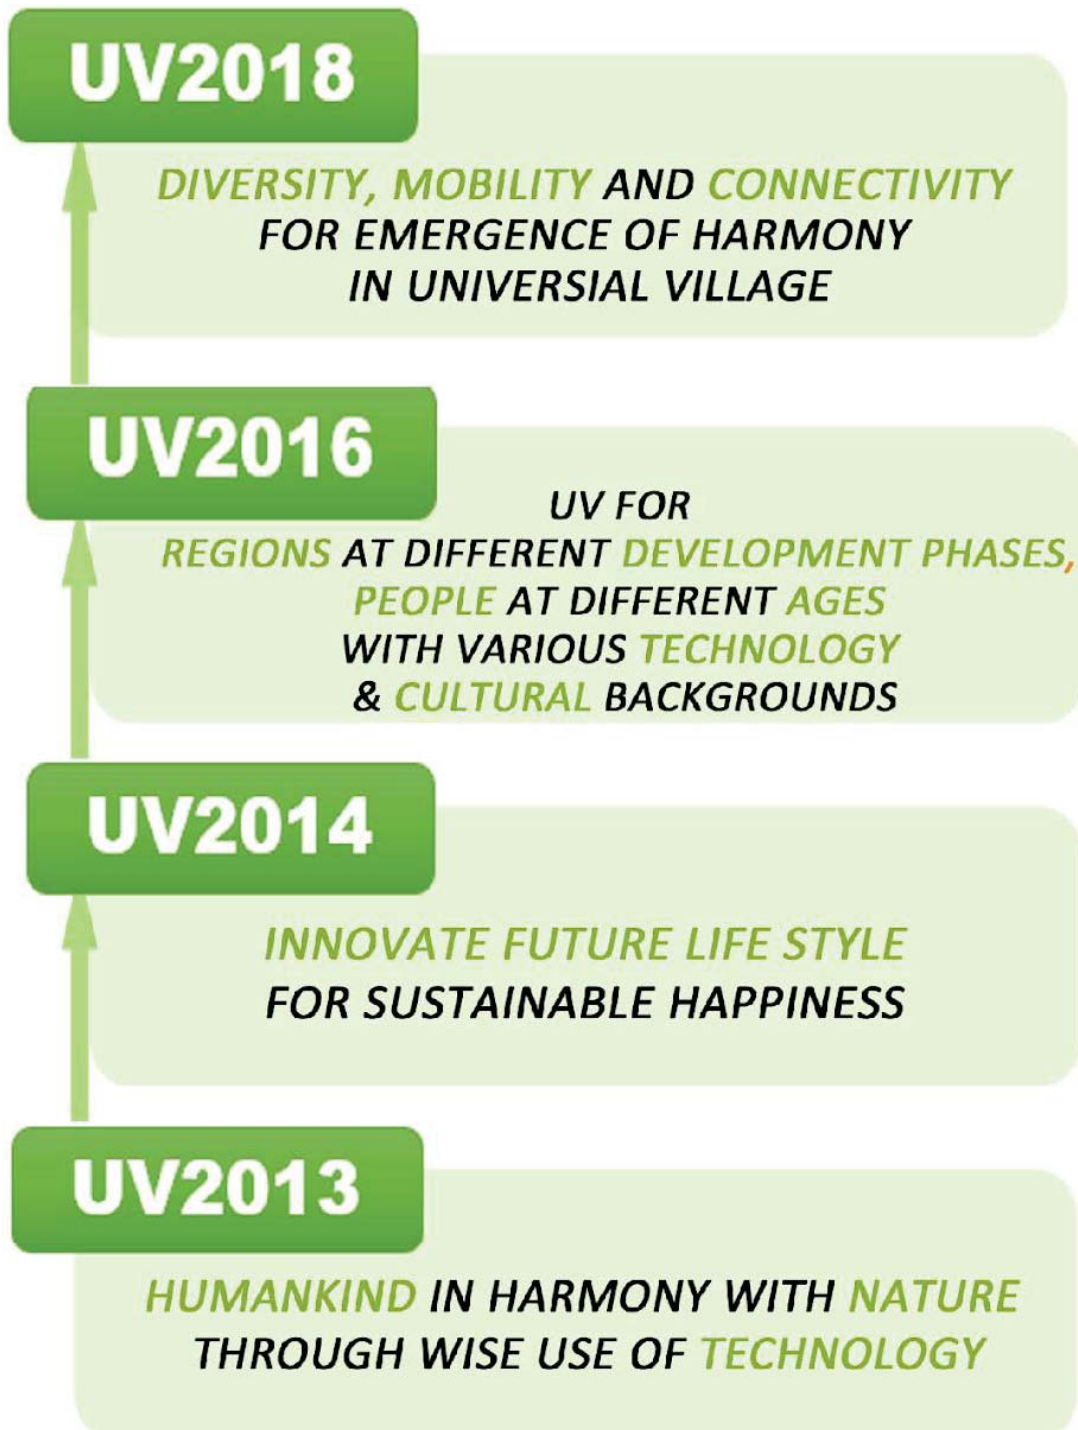 UV2018
DIVERSITY, MOBILITY AND CONNECTIVITY
FOR EMERGENCE OF HARMONY
IN UNIVERSIAL VILLAGE
UV2016
UV FOR
REGIONS AT DIFFERENT DEVELOPMENT PHASES,
PEOPLE AT DIFFERENT AGES
WITH VARIOUS TECHNOLOGY
& CULTURAL BACKGROUNDS
UV2014
INNOVATE FUTURE LIFE STYLE
FOR SUSTAINABLE HAPPINESS
UV2013
HUMANKIND IN HARMONY WITH NATURE
THROUGH WISE USE OF TECHNOLOGY